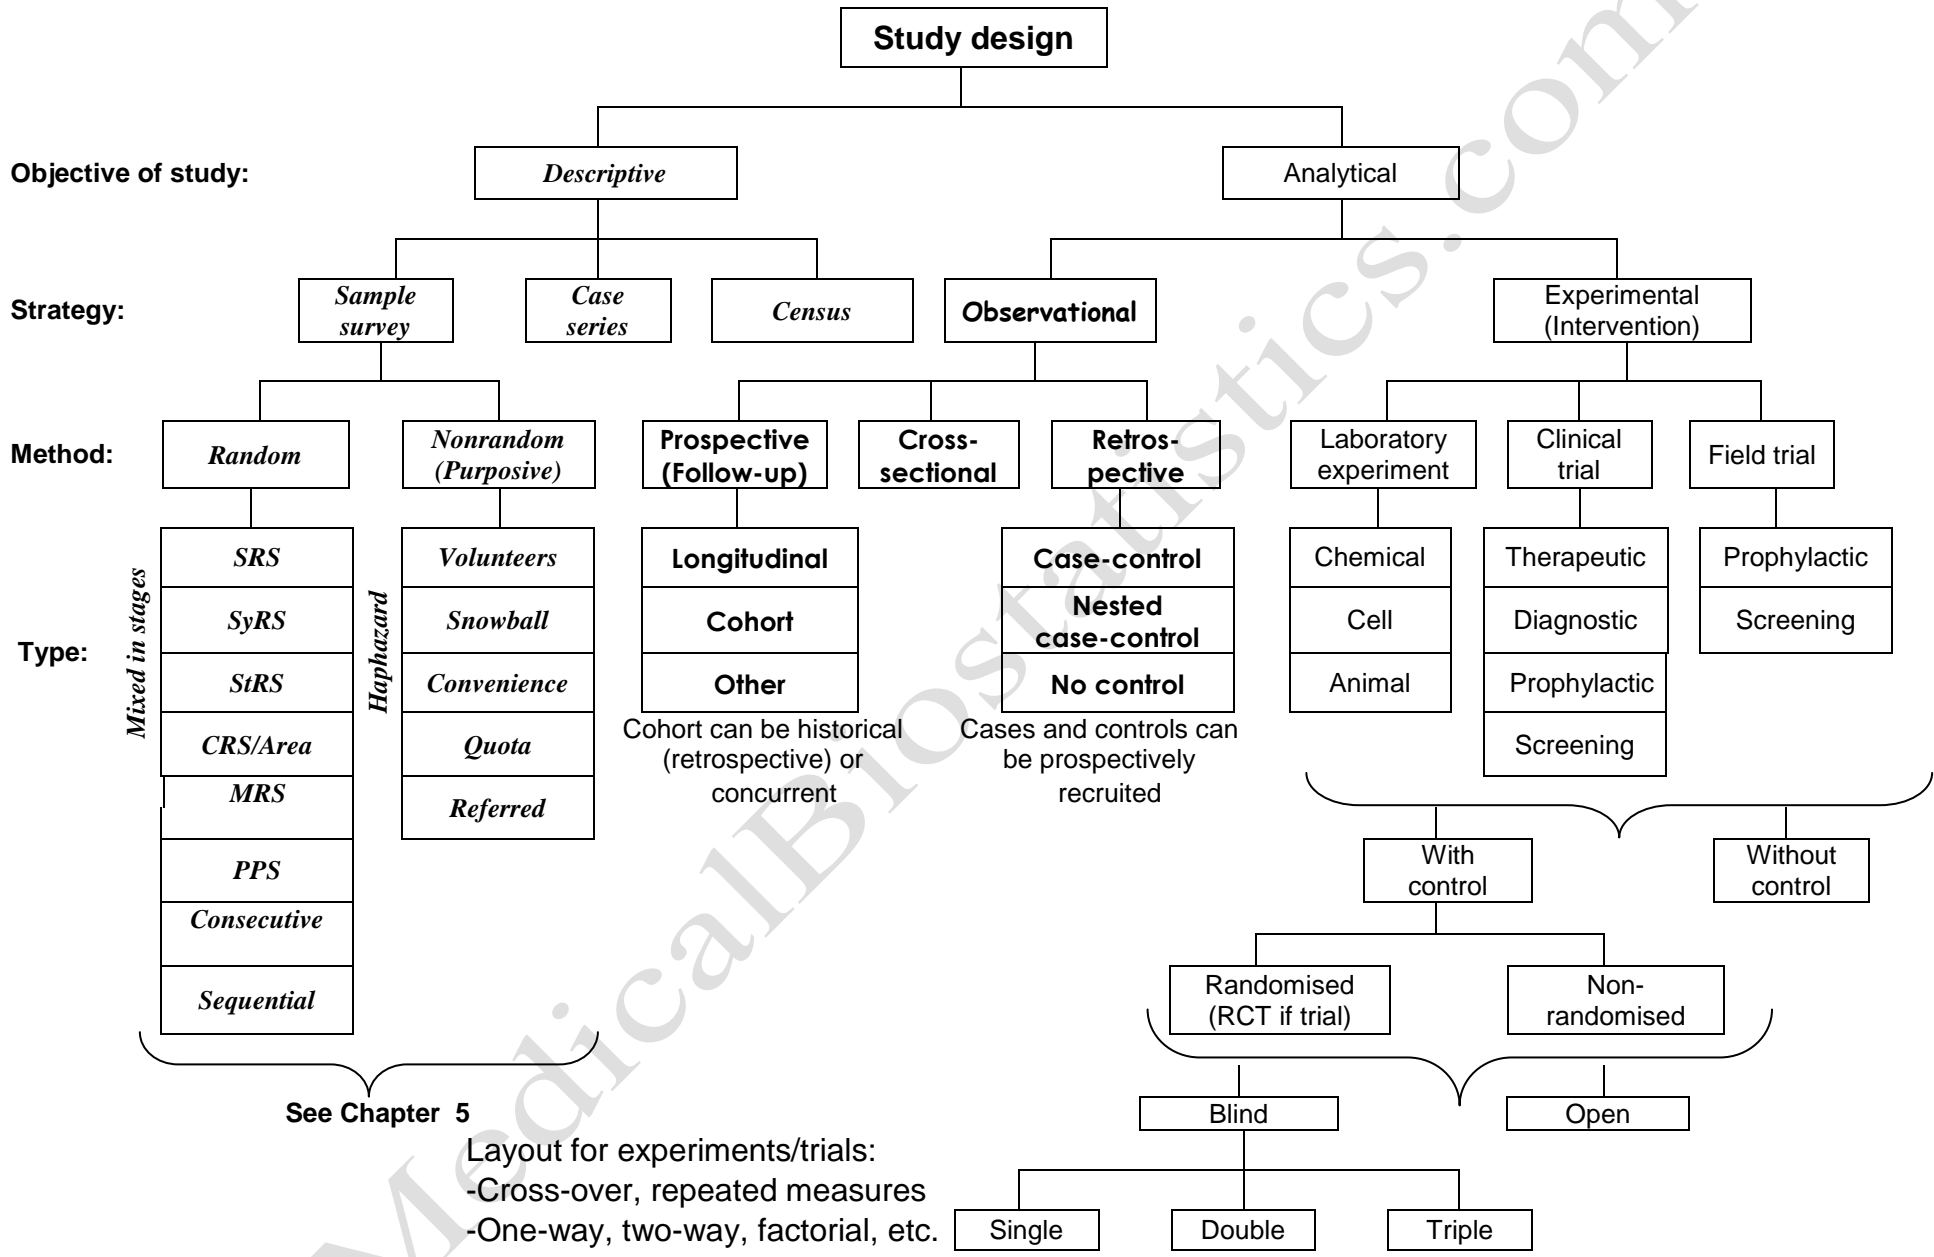 Study design
Objective of study:
Descriptive
Analytical
Strategy:
Sample
survey
Case
series
Census
Observational
Experimental
(Intervention)
Method:
Random
Nonrandom
(Purposive)
Prospective
(Follow-up)
Cross-
sectional
Retros-
pective
Laboratory
experiment
Clinical
trial
Field trial
Type:
Mixed in stages
SRS
SyRS
StRS
CRS/Area
MRS
PPS
Consecutive
Sequential
Haphazard
Volunteers
Snowball
Convenience
Quota
Referred
Longitudinal
Cohort
Other
Cohort can be historical
(retrospective) or
concurrent
Case-control
Nested
case-control
No control
Cases and controls can
be prospectively
recruited
Chemical
Cell
Animal
Therapeutic
Diagnostic
Prophylactic
Screening
Prophylactic
Screening
With
control
Without
control
Randomised
(RCT if trial)
Non-
randomised
See Chapter 5
Blind
Open
Layout for experiments/trials:
-Cross-over, repeated measures
-One-way, two-way, factorial, etc.
Single
Double
Triple
MedicalBiostatistics.com